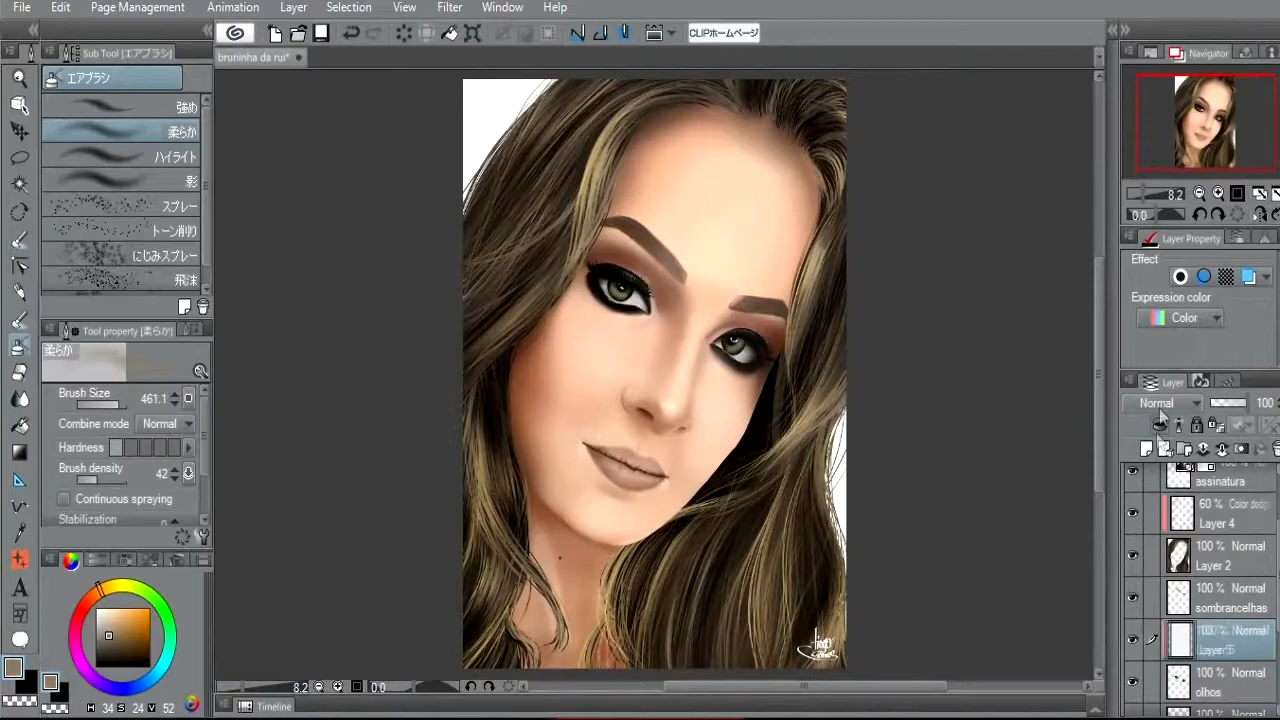 File Edit Page Management Animation Layer Selection View Filter Window Help
CLIPホームページ
Sub Tool [エアブラシ]
bruninha da rui*
Navigator
エアブラシ
強め
柔らか
ハイライト
影
スプレー
トーン削り
にじみスプレー
飛沫
8.2
0.0
Layer Property
Effect
Expression color
Color
Tool property [柔らか]
柔らか
Brush Size 461.1
Combine mode Normal
Hardness
Brush density 42
Continuous spraying
Stabilization
Layer
Normal 100
assinatura
60 % Color dodg
Layer 4
100 % Normal
Layer 2
100 % Normal
sombrancelhas
100 % Normal
100 % Normal
olhos
100 % Normal
H 34 S 24 V 52
8.2 0.0
Timeline